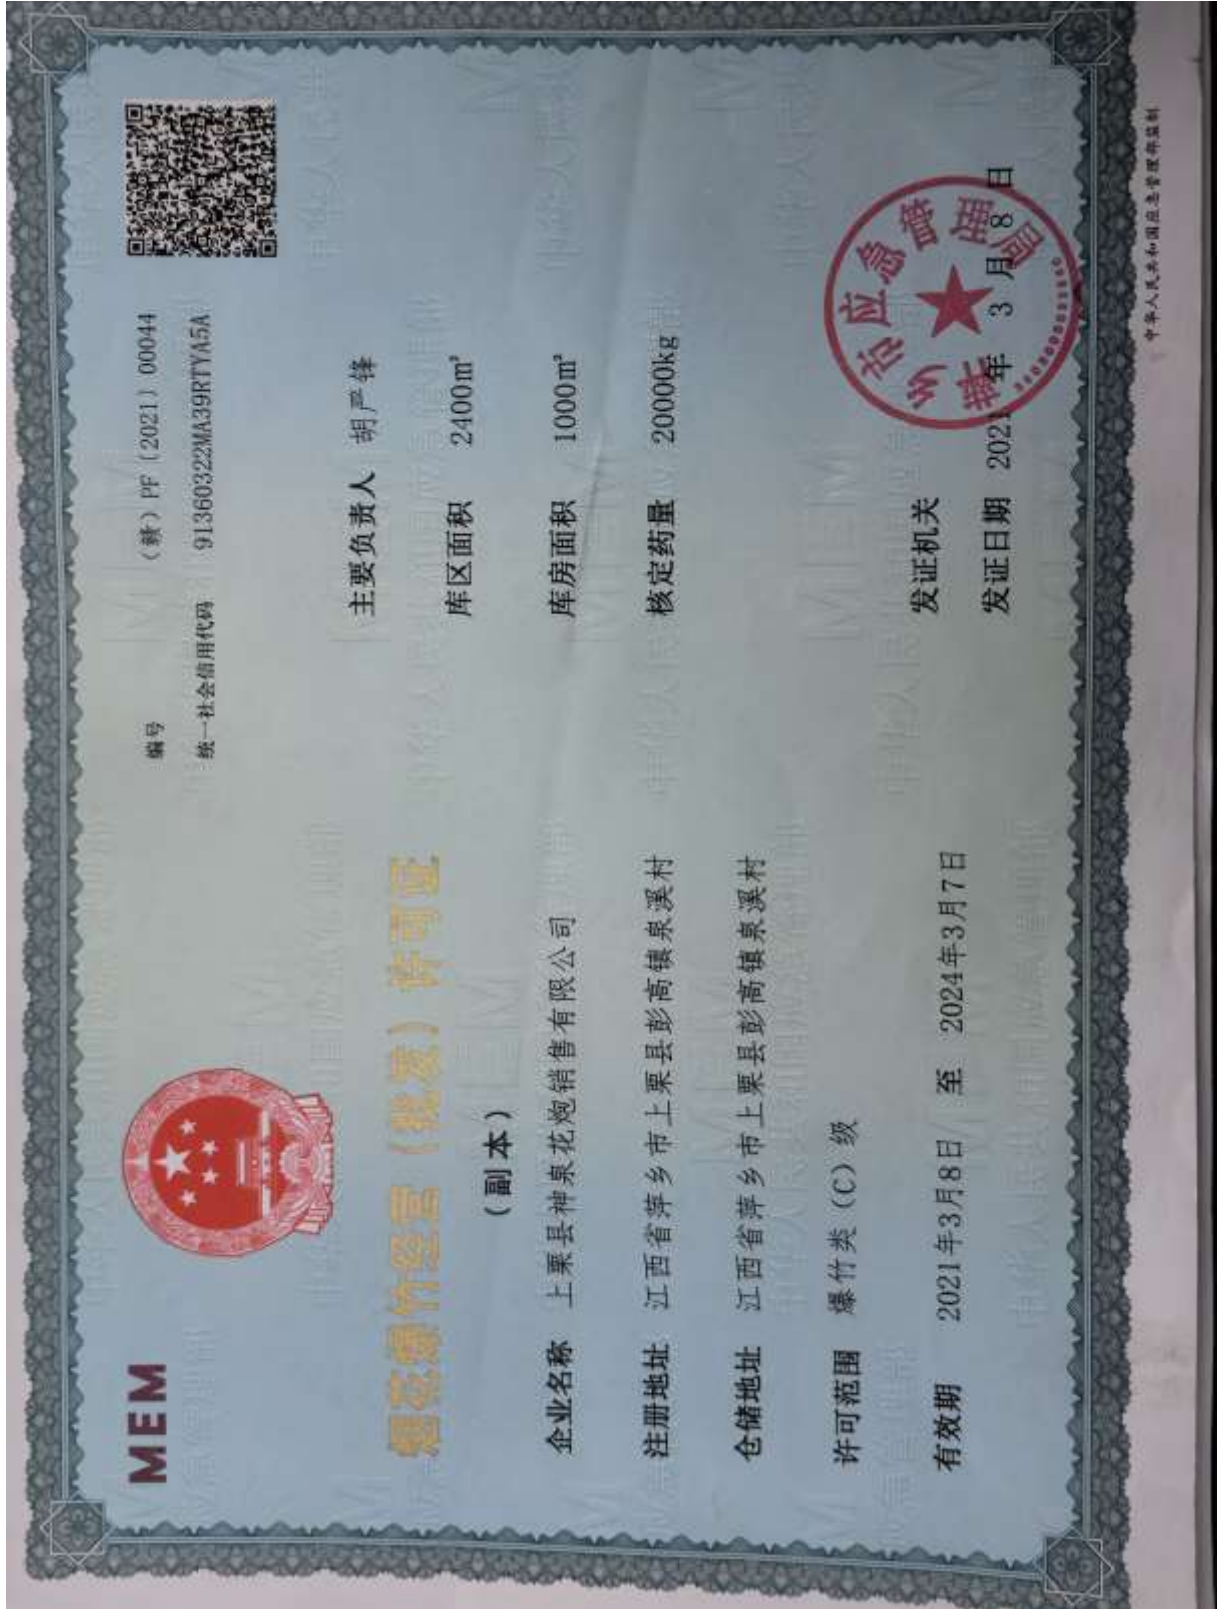 MEM
编号 (赣) PF [2021] 00044
统一社会信用代码 91360322MA39RTYA5A
烟花爆竹经营(批发)许可证
(副本)
企业名称 上栗县神泉花炮销售有限公司
注册地址 江西省萍乡市上栗县彭高镇泉溪村
仓储地址 江西省萍乡市上栗县彭高镇泉溪村
许可范围 爆竹类(C)级
有效期 2021年3月8日 至 2024年3月7日
主要负责人 胡严锋
库区面积 2400㎡
库房面积 1000㎡
核定药量 20000kg
发证机关
萍乡市应急管理局
发证日期 2021年 3 月 8 日
中华人民共和国应急管理部监制